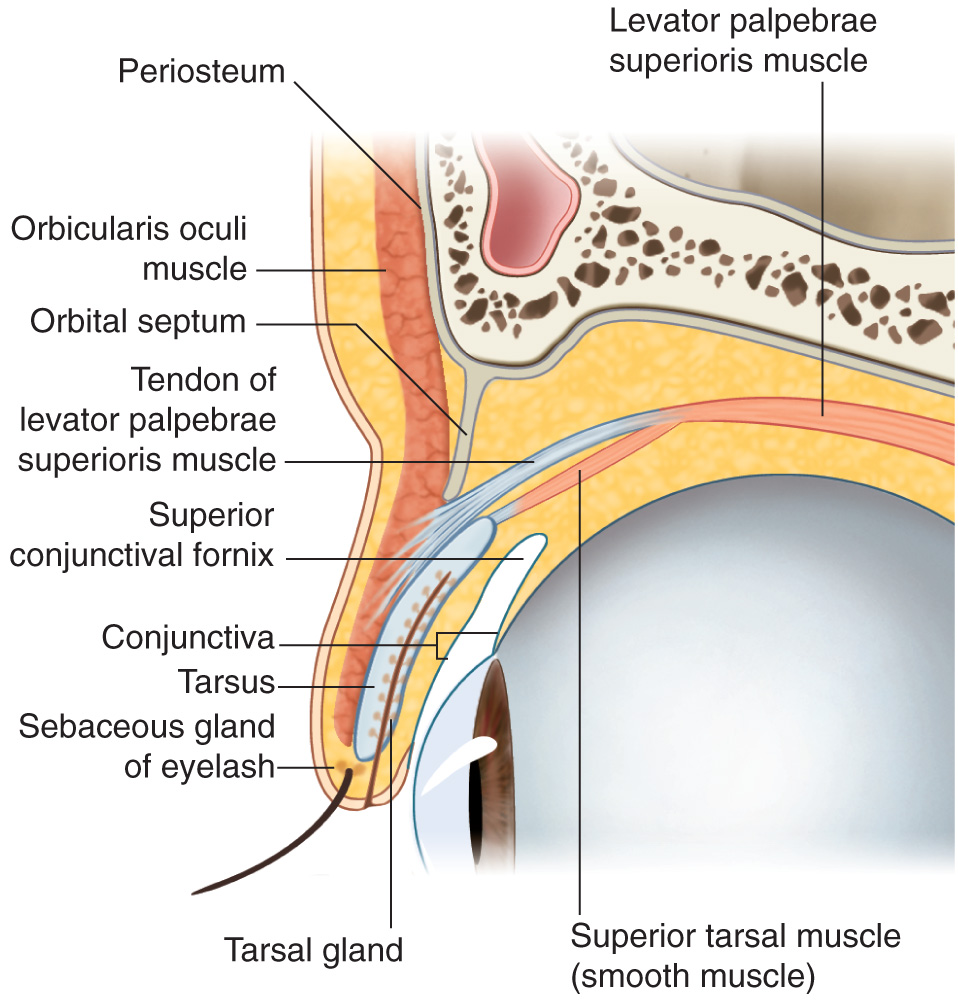 Levator palpebrae
superioris muscle
Periosteum
Orbicularis oculi
muscle
Orbital septum
Tendon of
levator palpebrae
superioris muscle
Superior
conjunctival fornix
Conjunctiva
Tarsus
Sebaceous gland
of eyelash
Tarsal gland
Superior tarsal muscle
(smooth muscle)